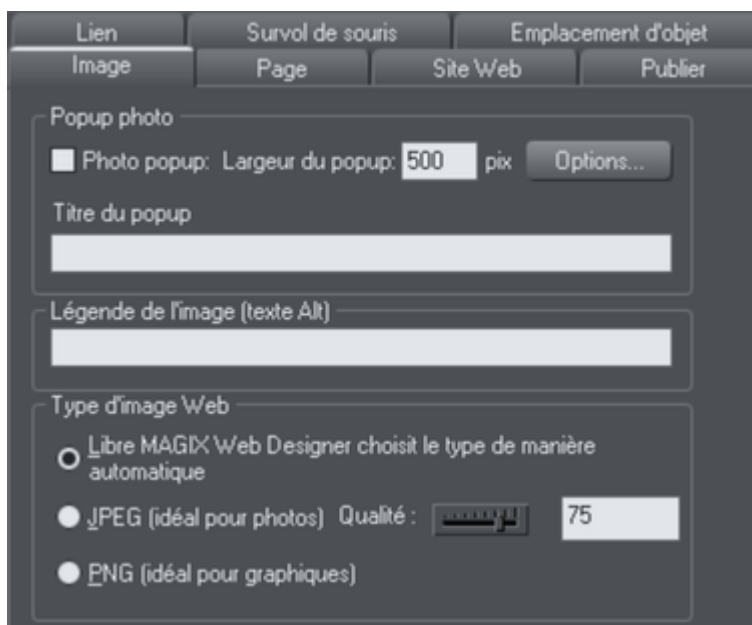 Lien Survol de souris Emplacement d'objet
Image Page Site Web Publier
Popup photo
Photo popup: Largeur du popup: 500 pix Options...
Titre du popup
Légende de l'image (texte Alt)
Type d'image Web
Libre MAGIX Web Designer choisit le type de manière
automatique
JPEG (idéal pour photos) Qualité : 75
PNG (idéal pour graphiques)